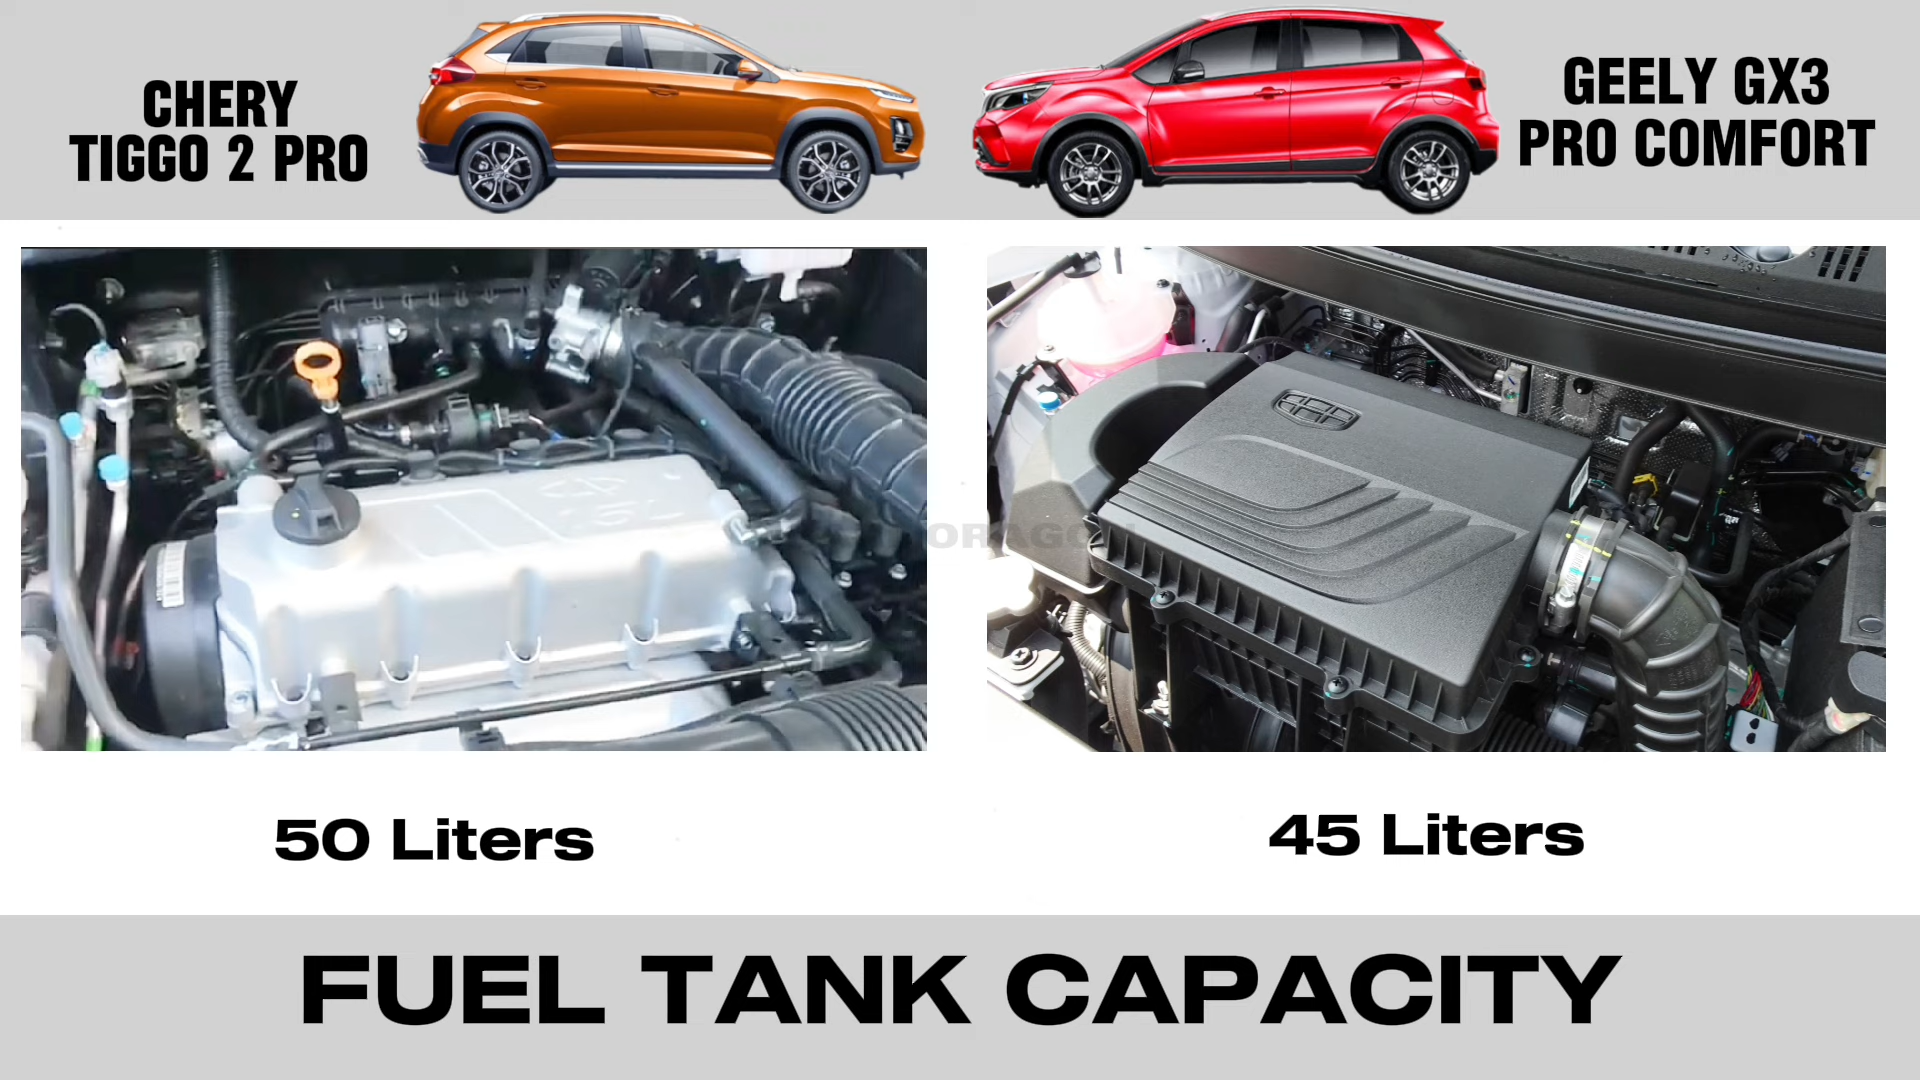 CHERY
TIGGO 2 PRO
GEELY GX3
PRO COMFORT
50 Liters
45 Liters
FUEL TANK CAPACITY